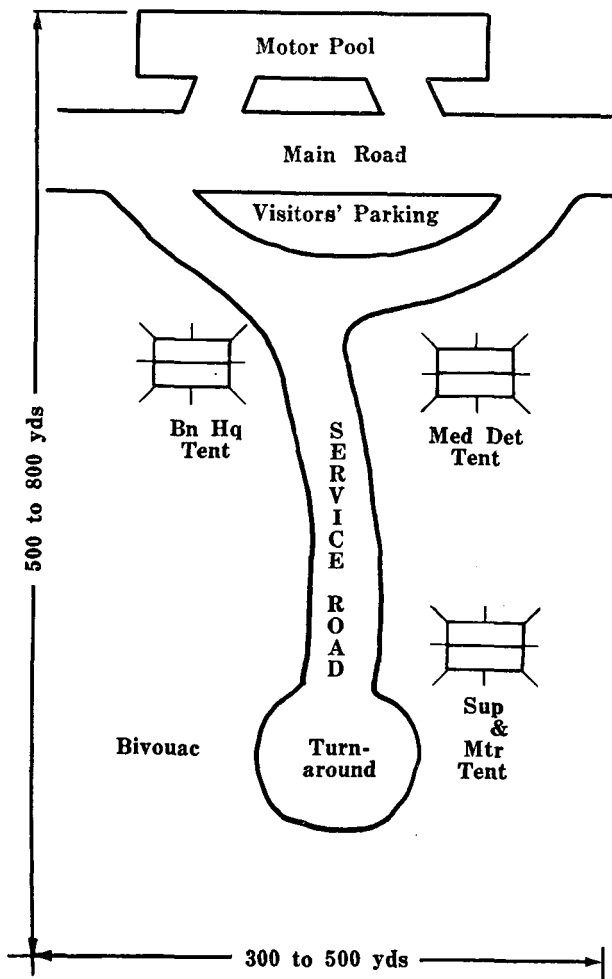 Motor Pool
Main Road
Visitors' Parking
Bn Hq
Tent
Med Det
Tent
SERVICE ROAD
500 to 800 yds
Sup
&
Mtr
Tent
Bivouac
Turn-
around
300 to 500 yds